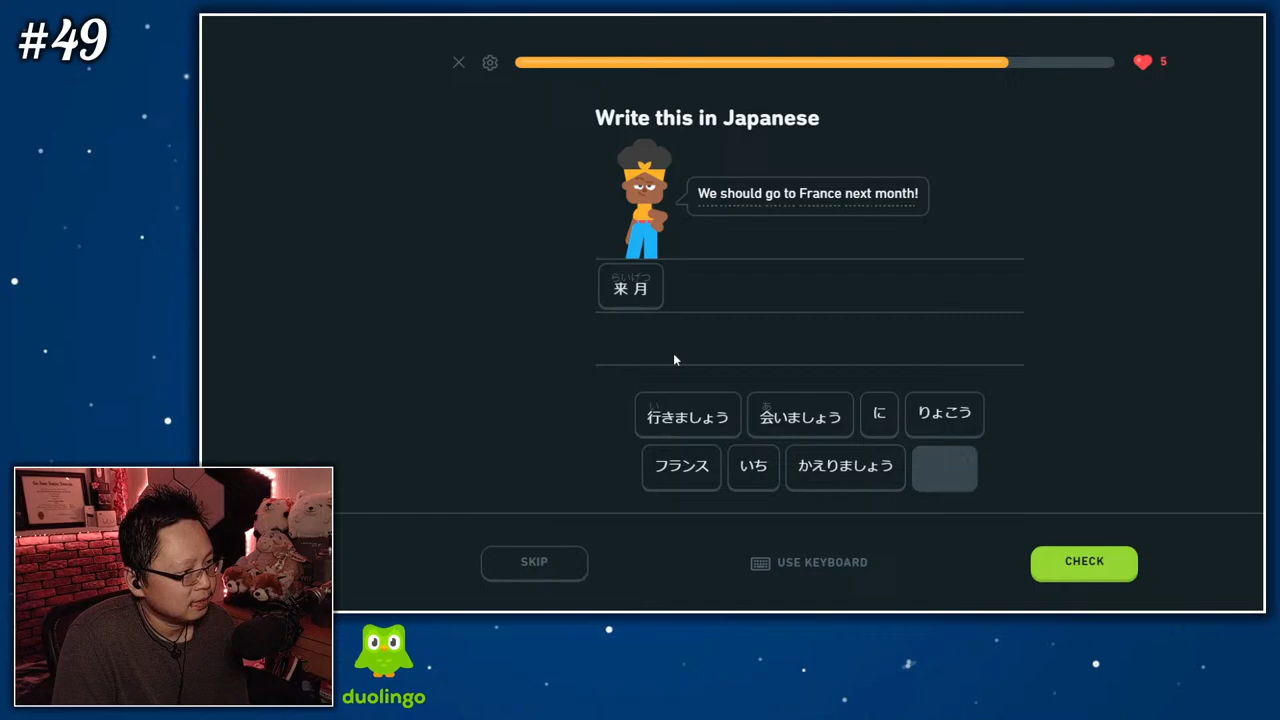 #49
5
Write this in Japanese
We should go to France next month!
らいげつ
来月
い
行きましょう
あ
会いましょう
に
りょこう
フランス
いち
かえりましょう
SKIP
USE KEYBOARD
CHECK
duolingo